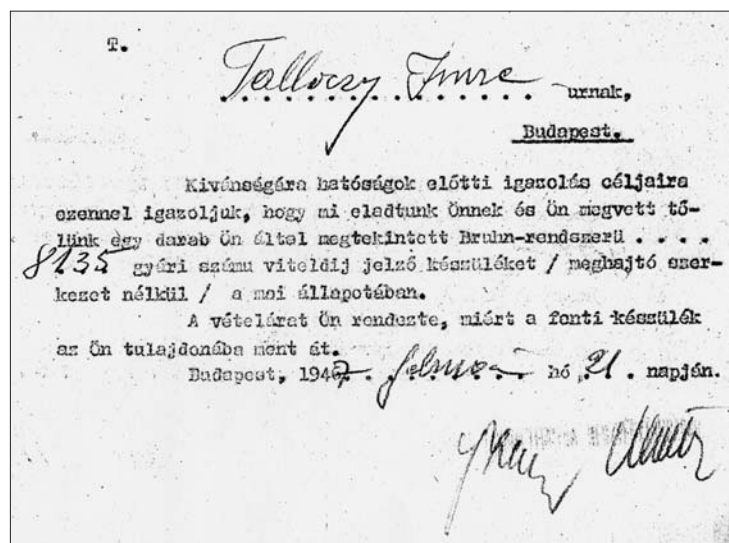 T.
Tallóczy Imre urnak,
Budapest.
Kivánságára hatóságok előtti igazolás céljaira
ezennel igazoljuk, hogy mi eladtunk Önnek és Ön megvett tő-
lünk egy darab Ön által megtekintett Bruhn-rendszerü . . . .
8135 gyári számu viteldij jelző készüléket / meghajtó szer-
kezet nélkül / a mai állapotában.
A vételárat Ön rendezte, miért a fenti készülék
az Ön tulajdonába ment át.
Budapest, 194 hó 21. napján.